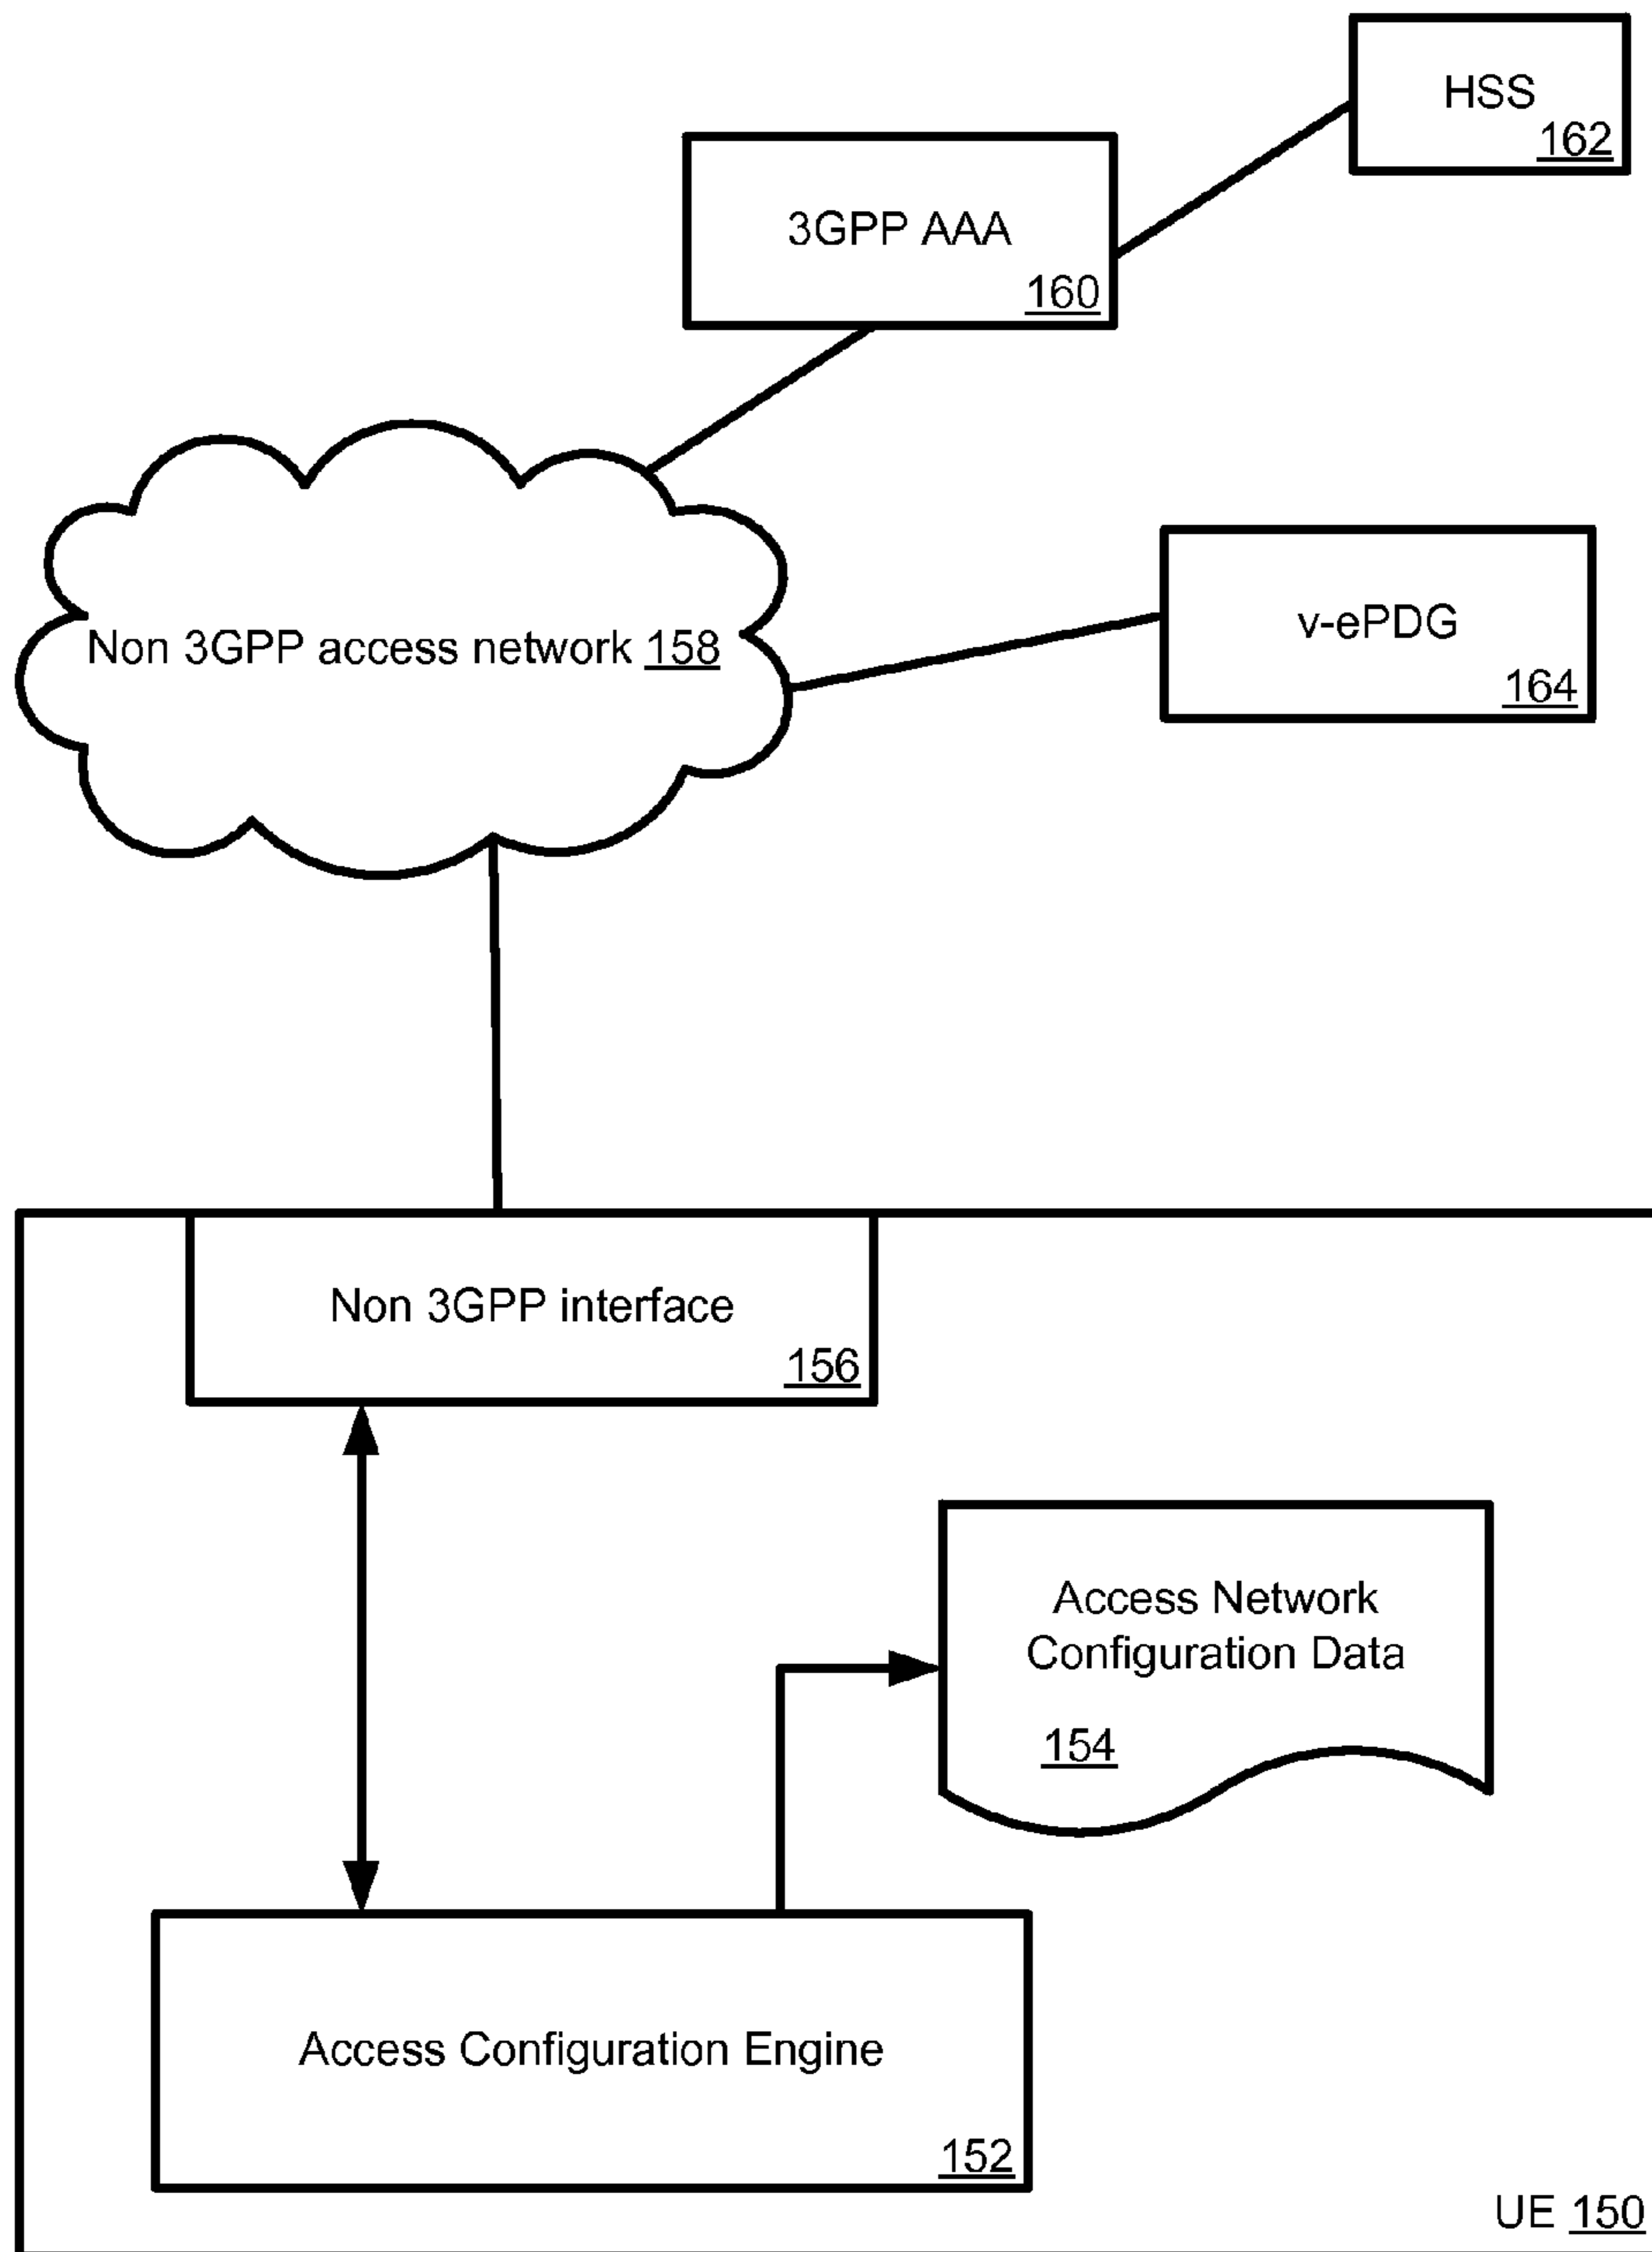 HSS
162
3GPP AAA
160
Non 3GPP access network 158
v-ePDG
164
Non 3GPP interface
156
Access Network
Configuration Data
154
Access Configuration Engine
152
UE 150